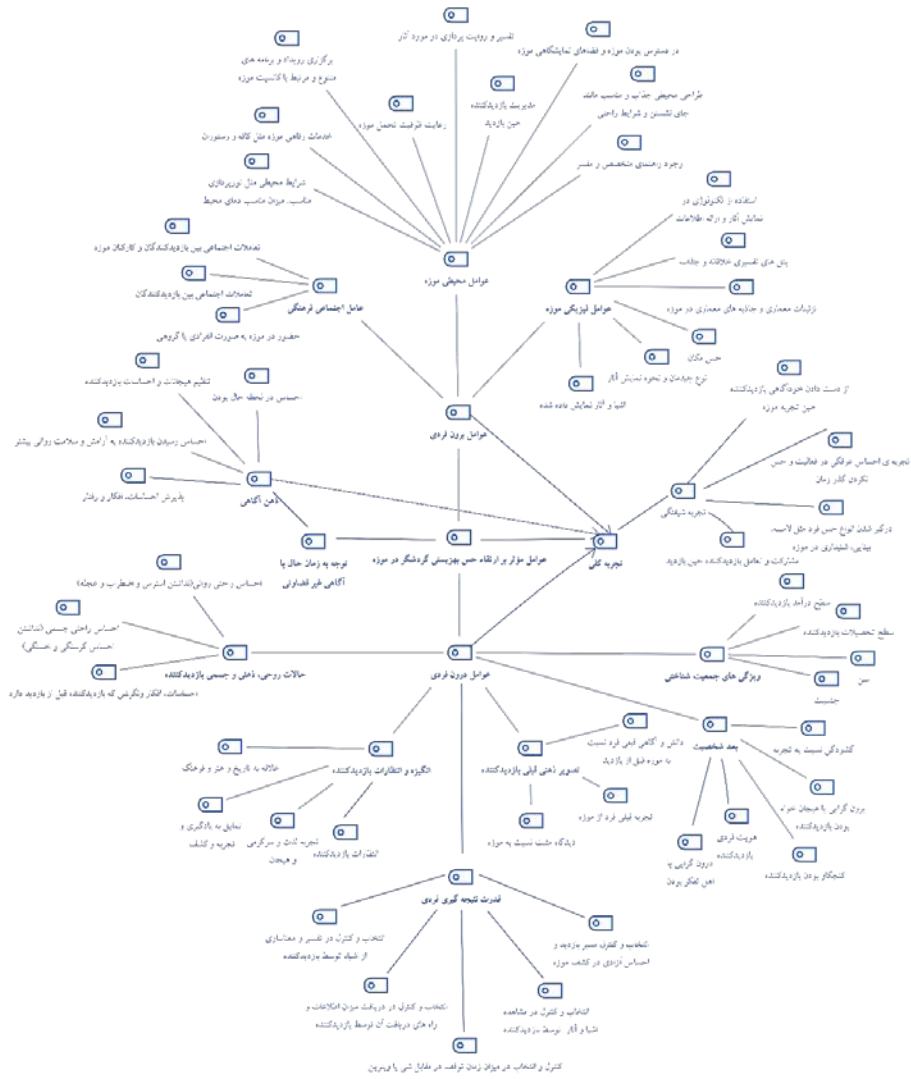 تفسیر و روایت پردازی در مورد آثار
در دسترس بودن موزه و فضاهای نمایشگاهی موزه
برگزاری رویداد و برنامه های
متنوع و مرتبط با کانسپت موزه
طراحی محیطی جذاب و مناسب مانند
جای نشستن و شرایط راحتی
مدیریت بازدیدکننده
حین بازدید
رعایت ظرفیت تحمل موزه
خدمات رفاهی موزه مثل کافه و رستوران
وجود راهنمای متخصص و مفسر
شرایط محیطی مثل نورپردازی
مناسب، میزان مناسب دمای محیط
استفاده از تکنولوژی در
نمایش آثار و ارائه اطلاعات
تعاملات اجتماعی بین بازدیدکنندگان و کارکنان موزه
پنل های تفسیری خلاقانه و جذاب
عوامل محیطی موزه
تعاملات اجتماعی بین بازدیدکنندگان
عامل اجتماعی فرهنگی
عوامل فیزیکی موزه
تزئینات معماری و جاذبه های معماری در موزه
حضور در موزه به صورت انفرادی یا گروهی
حس مکان
نوع چیدمان و نحوه نمایش آثار
اشیا و آثار نمایش داده شده
تنظیم هیجانات و احساسات بازدیدکننده
احساس در لحظه حال بودن
از دست دادن خودآگاهی بازدیدکننده
حین تجربه موزه
عوامل برون فردی
احساس رسیدن بازدیدکننده به آرامش و سلامت روانی بیشتر
تجربه ی احساس غرقگی در فعالیت و حس
نکردن گذر زمان
پذیرش احساسات، افکار و رفتار
ذهن آگاهی
تجربه شیفتگی
درگیر شدن انواع حس فرد مثل لامسه،
بینایی، شنیداری در موزه
توجه به زمان حال با
آگاهی غیر قضاوتی
عوامل مؤثر بر ارتقاء حس بهزیستی گردشگر در موزه
تجربه کلی
مشارکت و تعامل بازدیدکننده حین بازدید
احساس راحتی روانی(نداشتن استرس و اضطراب و عجله)
سطح درآمد بازدیدکننده
احساس راحتی جسمی (نداشتن
احساس گرسنگی و خستگی)
سطح تحصیلات بازدیدکننده
حالات روحی، ذهنی و جسمی بازدیدکننده
عوامل درون فردی
ویژگی های جمعیت شناختی
سن
جنسیت
احساسات، افکار ونگرشی که بازدیدکننده قبل از بازدید دارد
علاقه به تاریخ و هنر و فرهنگ
انگیزه و انتظارات بازدیدکننده
تصویر ذهنی قبلی بازدیدکننده
دانش و آگاهی قبلی فرد نسبت
به موزه قبل از بازدید
بعد شخصیت
گشودگی نسبت به تجربه
تمایل به یادگیری و
تجربه و کشف
تجربه لذت و سرگرمی
و هیجان
انتظارات بازدیدکننده
دیدگاه مثبت نسبت به موزه
تجربه قبلی فرد از موزه
برون گرایی یا هیجان خواه
بودن بازدیدکننده
هویت فردی
بازدیدکننده
درون گرایی یا
اهل تفکر بودن
کنجکاو بودن بازدیدکننده
قدرت نتیجه گیری فردی
انتخاب و کنترل در تفسیر و معناسازی
از اشیاء توسط بازدیدکننده
انتخاب و کنترل مسیر بازدید و
احساس آزادی در کشف موزه
انتخاب و کنترل در دریافت میزان اطلاعات و
راه های دریافت آن توسط بازدیدکننده
انتخاب و کنترل در مشاهده
اشیا و آثار توسط بازدیدکننده
کنترل و انتخاب در میزان زمان توقف در مقابل شی یا ویترین